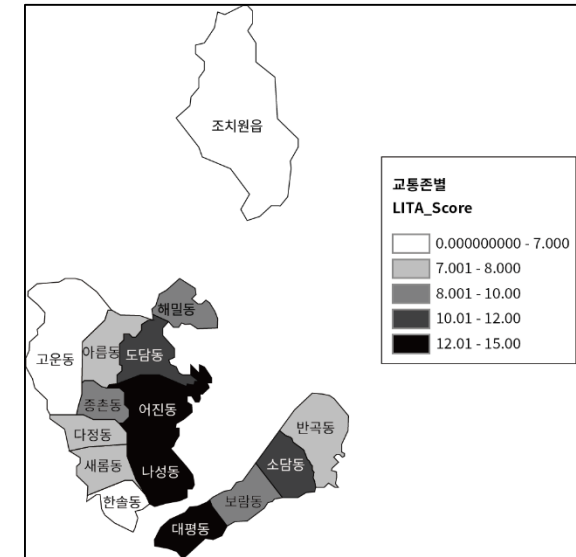 조치원읍
교통존별
LITA_Score
0.000000000 - 7.000
7.001 - 8.000
8.001 - 10.00
10.01 - 12.00
12.01 - 15.00
해밀동
고운동
아름동
도담동
종촌동
어진동
다정동
반곡동
새롬동
나성동
소담동
한솔동
보람동
대평동